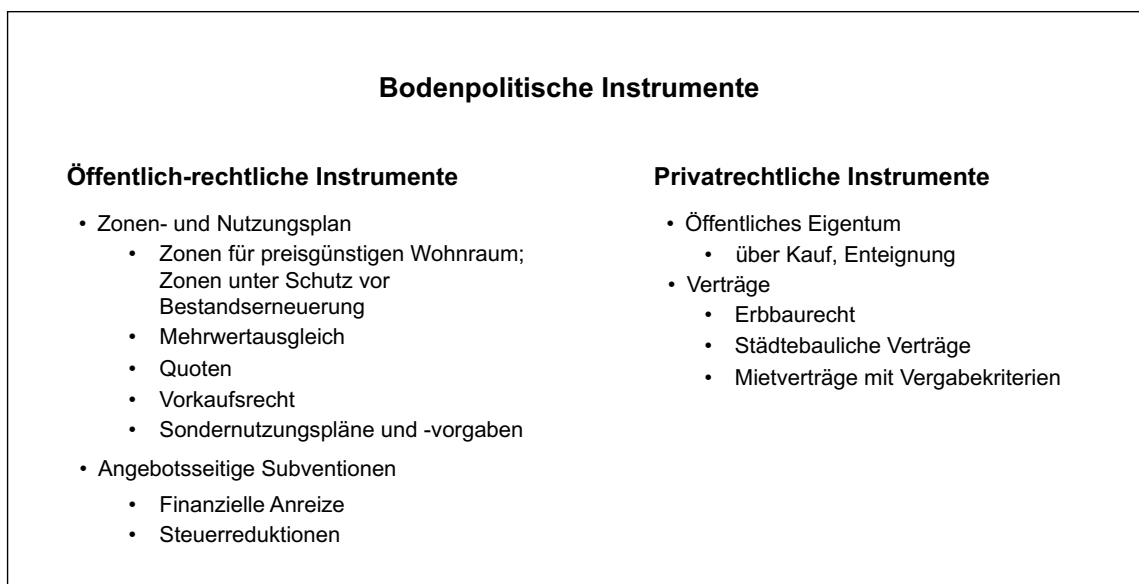 Bodenpolitische Instrumente
Öffentlich-rechtliche Instrumente
• Zonen- und Nutzungsplan
• Zonen für preisgünstigen Wohnraum;
Zonen unter Schutz vor
Bestandserneuerung
• Mehrwertausgleich
• Quoten
• Vorkaufsrecht
• Sondernutzungspläne und -vorgaben
• Angebotsseitige Subventionen
• Finanzielle Anreize
• Steuerreduktionen
Privatrechtliche Instrumente
• Öffentliches Eigentum
• über Kauf, Enteignung
• Verträge
• Erbbaurecht
• Städtebauliche Verträge
• Mietverträge mit Vergabekriterien